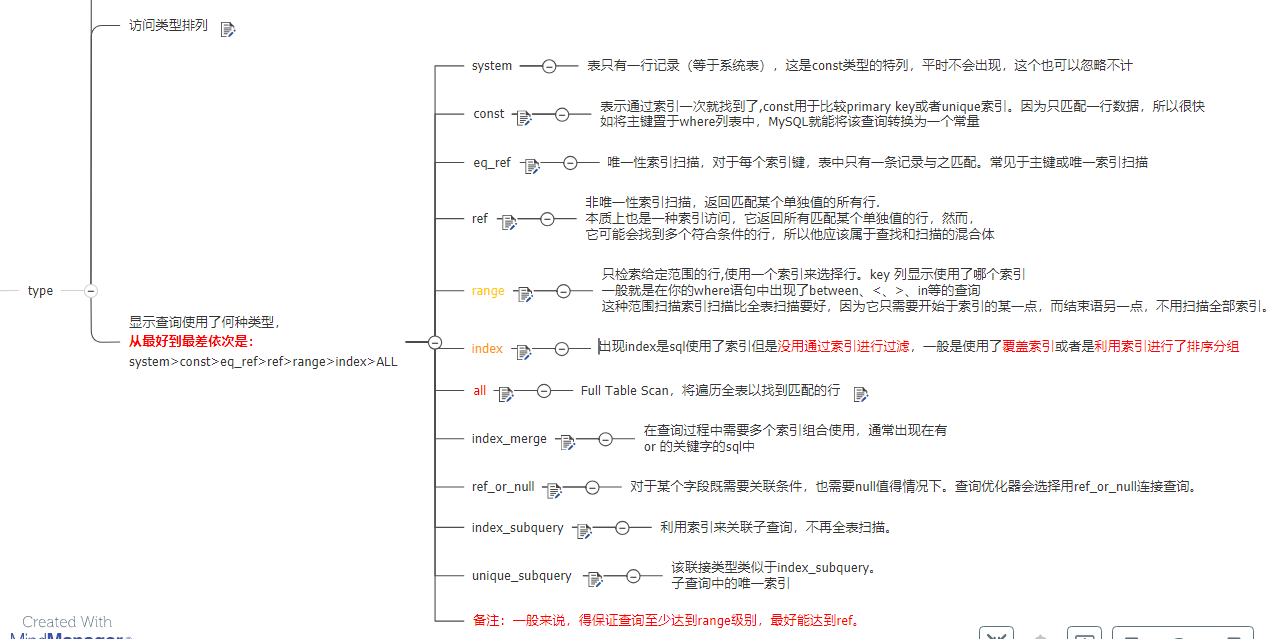 访问类型排列
type
显示查询使用了何种类型，
从最好到最差依次是：
system>const>eq_ref>ref>range>index>ALL
system
表只有一行记录（等于系统表），这是const类型的特列，平时不会出现，这个也可以忽略不计
const
表示通过索引一次就找到了,const用于比较primary key或者unique索引。因为只匹配一行数据，所以很快
如将主键置于where列表中，MySQL就能将该查询转换为一个常量
eq_ref
唯一性索引扫描，对于每个索引键，表中只有一条记录与之匹配。常见于主键或唯一索引扫描
ref
非唯一性索引扫描，返回匹配某个单独值的所有行.
本质上也是一种索引访问，它返回所有匹配某个单独值的行，然而，
它可能会找到多个符合条件的行，所以他应该属于查找和扫描的混合体
range
只检索给定范围的行,使用一个索引来选择行。key 列显示使用了哪个索引
一般就是在你的where语句中出现了between、<、>、in等的查询
这种范围扫描索引扫描比全表扫描要好，因为它只需要开始于索引的某一点，而结束语另一点，不用扫描全部索引。
index
出现index是sql使用了索引但是没用通过索引进行过滤，一般是使用了覆盖索引或者是利用索引进行了排序分组
all
Full Table Scan，将遍历全表以找到匹配的行
index_merge
在查询过程中需要多个索引组合使用，通常出现在有
or 的关键字的sql中
ref_or_null
对于某个字段既需要关联条件，也需要null值得情况下。查询优化器会选择用ref_or_null连接查询。
index_subquery
利用索引来关联子查询，不再全表扫描。
unique_subquery
该联接类型类似于index_subquery。
子查询中的唯一索引
备注：一般来说，得保证查询至少达到range级别，最好能达到ref。
Created With
MindManager